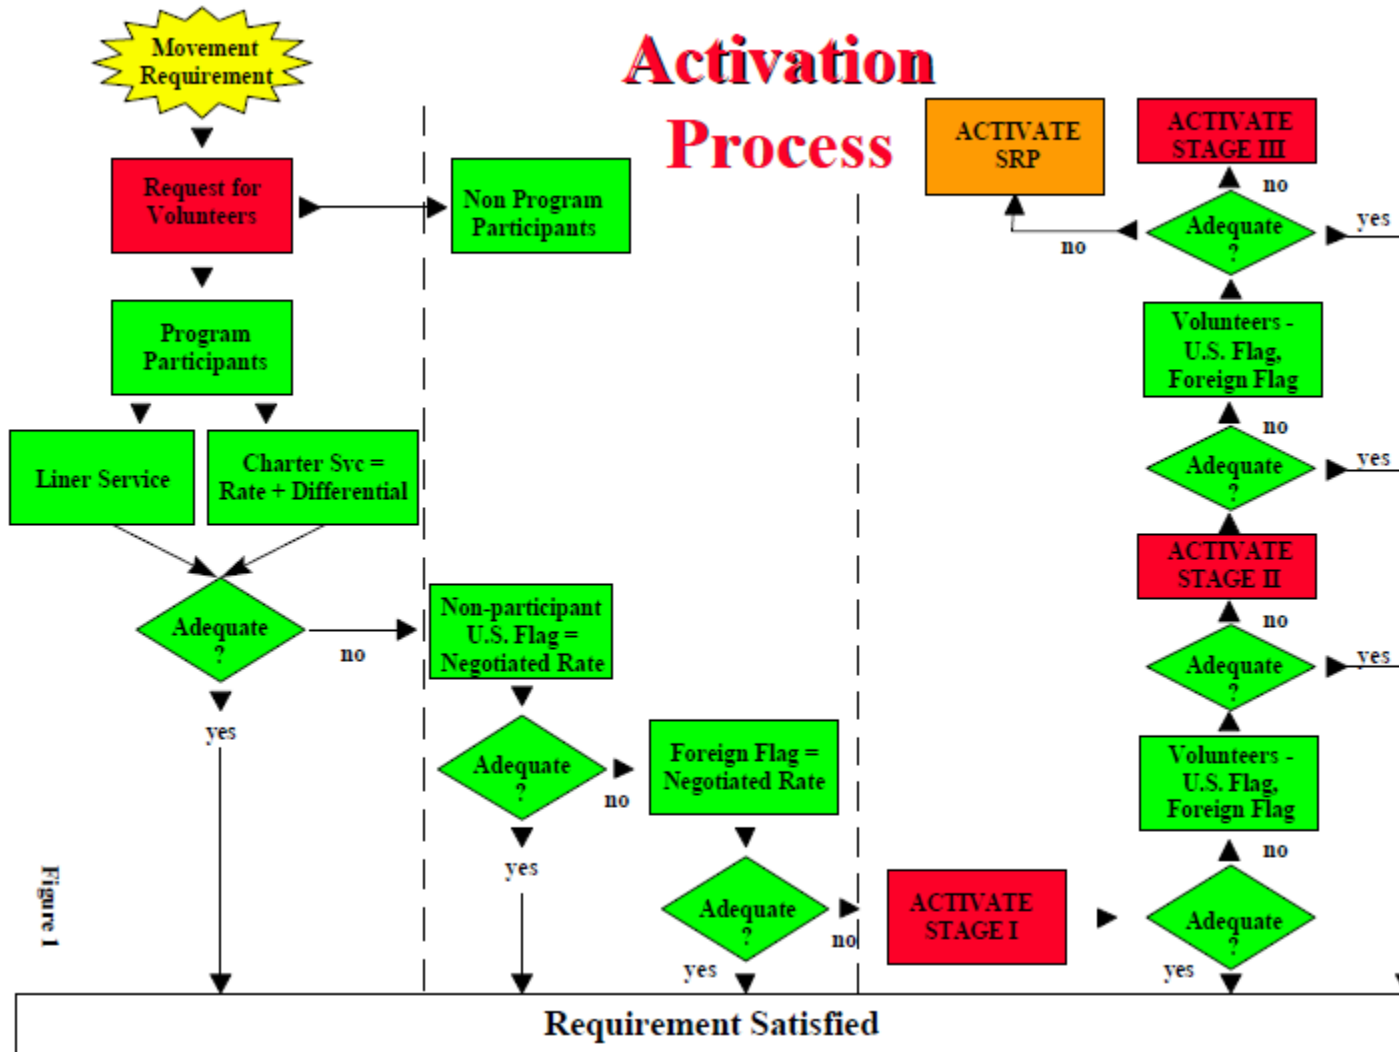 Movement
Requirement
Activation
Process
Request for
Volunteers
Non Program
Participants
Program
Participants
Liner Service
Charter Svc =
Rate + Differential
Adequate
?
no
yes
Non-participant
U.S. Flag =
Negotiated Rate
Adequate
?
no
yes
Foreign Flag =
Negotiated Rate
Adequate
?
no
yes
ACTIVATE
STAGE I
Adequate
?
yes
no
Volunteers -
U.S. Flag,
Foreign Flag
Adequate
?
yes
no
ACTIVATE
STAGE II
Adequate
?
yes
no
Volunteers -
U.S. Flag,
Foreign Flag
Adequate
?
yes
no
no
ACTIVATE
SRP
ACTIVATE
STAGE III
Figure 1
Requirement Satisfied